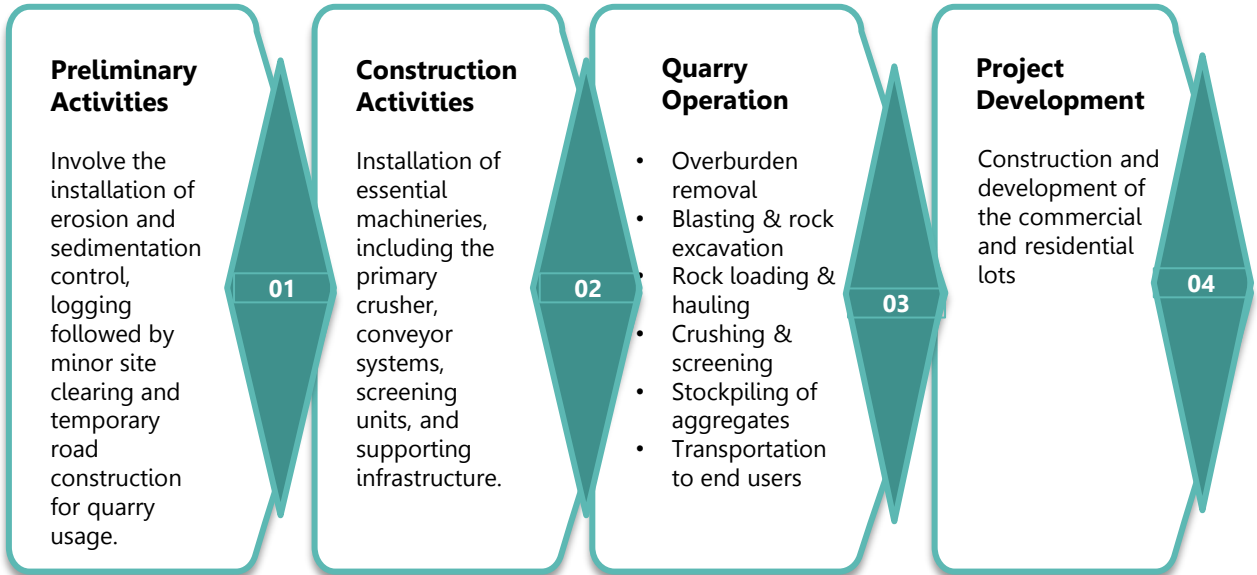 Preliminary
Activities
Involve the
installation of
erosion and
sedimentation
control,
logging
followed by
minor site
clearing and
temporary
road
construction
for quarry
usage.
01
Construction
Activities
Installation of
essential
machineries,
including the
primary
crusher,
conveyor
systems,
screening
units, and
supporting
infrastructure.
02
Quarry
Operation
• Overburden
removal
• Blasting & rock
excavation
• Rock loading &
hauling
• Crushing &
screening
• Stockpiling of
aggregates
• Transportation
to end users
03
Project
Development
Construction and
development of
the commercial
and residential
lots
04